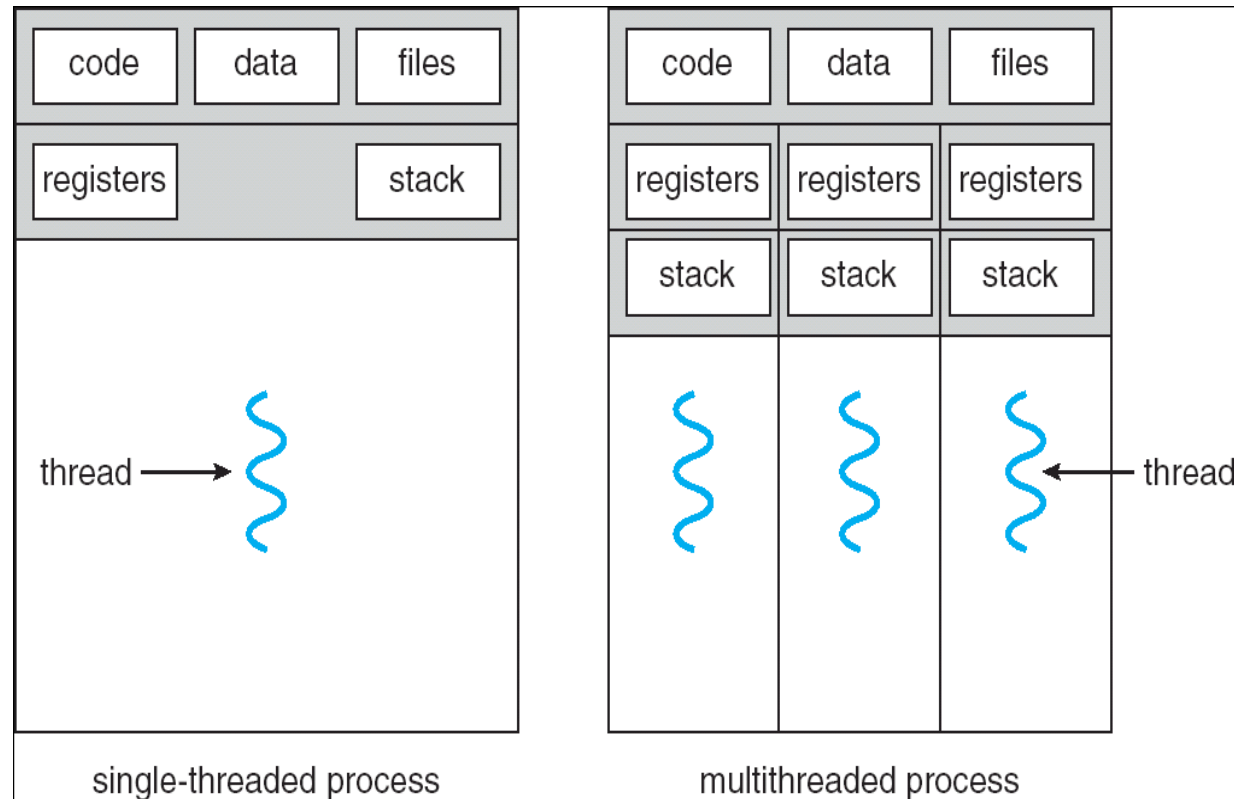 code data files code data files
registers stack registers registers registers
stack stack stack
thread thread
single-threaded process multithreaded process